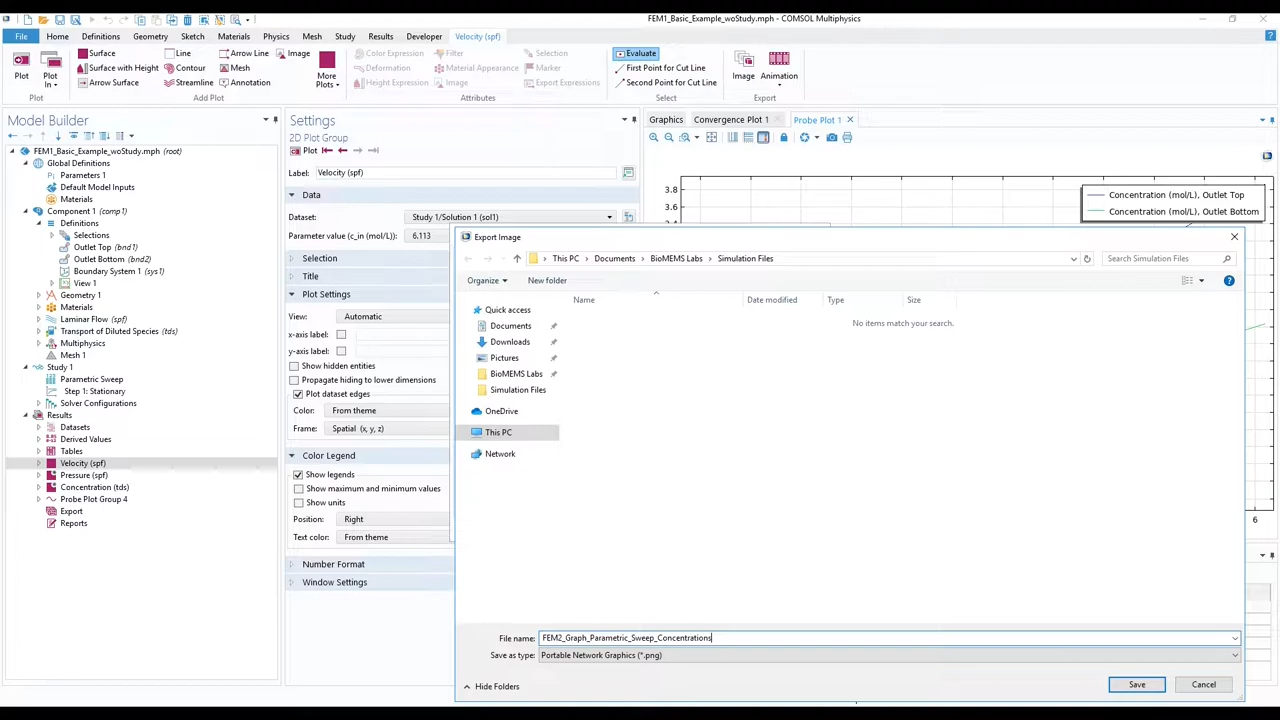 FEM1_Basic_Example_woStudy.mph - COMSOL Multiphysics
File Home Definitions Geometry Sketch Materials Physics Mesh Study Results Developer Velocity (spf)
Surface Line Arrow Line Image Color Expression Filter Selection Evaluate
Surface with Height Contour Mesh Deformation Material Appearance Marker First Point for Cut Line
Arrow Surface Streamline Annotation Height Expression Image Export Expressions Second Point for Cut Line
Plot Plot In More Plots Image Animation
Plot Add Plot Attributes Select Export
Model Builder
FEM1_Basic_Example_woStudy.mph (root)
Global Definitions
Parameters 1
Default Model Inputs
Materials
Component 1 (comp1)
Definitions
Selections
Outlet Top (bnd1)
Outlet Bottom (bnd2)
Boundary System 1 (sys1)
View 1
Geometry 1
Materials
Laminar Flow (spf)
Transport of Diluted Species (tds)
Multiphysics
Mesh 1
Study 1
Parametric Sweep
Step 1: Stationary
Solver Configurations
Results
Datasets
Derived Values
Tables
Velocity (spf)
Pressure (spf)
Concentration (tds)
Probe Plot Group 4
Export
Reports
Settings
2D Plot Group
Plot
Label: Velocity (spf)
Data
Dataset: Study 1/Solution 1 (sol1)
Parameter value (c_in (mol/L)): 6.113
Selection
Title
Plot Settings
View: Automatic
x-axis label:
y-axis label:
Show hidden entities
Propagate hiding to lower dimensions
Plot dataset edges
Color: From theme
Frame: Spatial (x, y, z)
Color Legend
Show legends
Show maximum and minimum values
Show units
Position: Right
Text color: From theme
Number Format
Window Settings
Graphics Convergence Plot 1 Probe Plot 1
3.8
3.6
3.4
Concentration (mol/L), Outlet Top
Concentration (mol/L), Outlet Bottom
6
Export Image
This PC Documents BioMEMS Labs Simulation Files
Search Simulation Files
Organize New folder
Name Date modified Type Size
No items match your search.
Quick access
Documents
Downloads
Pictures
BioMEMS Labs
Simulation Files
OneDrive
This PC
Network
File name: FEM2_Graph_Parametric_Sweep_Concentrations
Save as type: Portable Network Graphics (*.png)
Hide Folders
Save Cancel